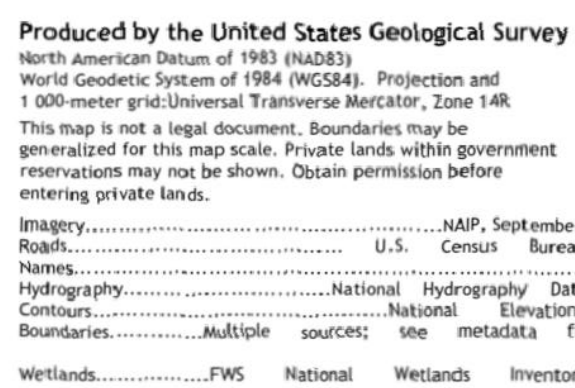 Produced by the United States Geological Survey
North American Datum of 1983 (NAD83)
World Geodetic System of 1984 (WGS84). Projection and
1 000-meter grid:Universal Transverse Mercator, Zone 14R
This map is not a legal document. Boundaries may be
generalized for this map scale. Private lands within government
reservations may not be shown. Obtain permission before
entering private lands.
Imagery..................................................NAIP, Septembe
Roads............................................. U.S. Census Burea
Names..................................................................
Hydrography...................................National Hydrography Dat
Contours.................................................National Elevation
Boundaries...............Multiple sources; see metadata f
Wetlands.................FWS National Wetlands Inventor